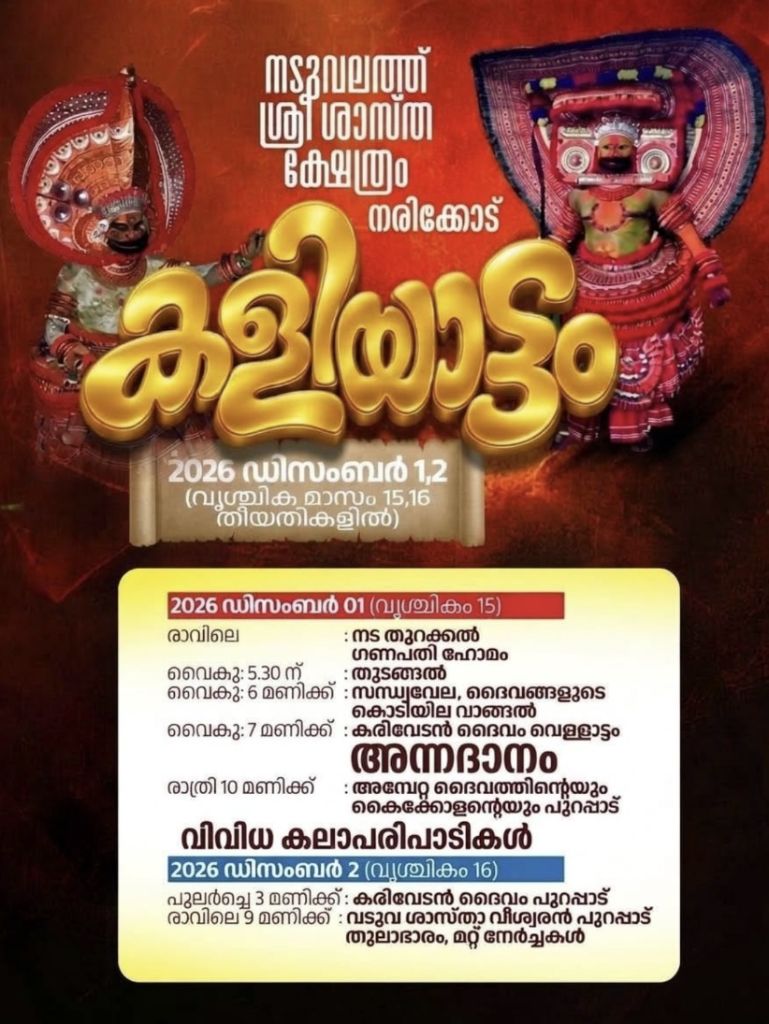 നടുവലത്ത്
ശ്രീ ശാസ്ത
ക്ഷേത്രം
നരിക്കോട്
കളിയാട്ടം
2026 ഡിസംബർ 1,2
(വൃശ്ചിക മാസം 15,16
തീയതികളിൽ)
2026 ഡിസംബർ 01 (വൃശ്ചികം 15)
രാവിലെ : നട തുറക്കൽ
ഗണപതി ഹോമം
വൈകു: 5.30 ന് : തുടങ്ങൽ
വൈകു: 6 മണിക്ക് : സന്ധ്യവേല, ദൈവങ്ങളുടെ
കൊടിയില വാങ്ങൽ
വൈകു: 7 മണിക്ക് : കരിവേടൻ ദൈവം വെള്ളാട്ടം
അന്നദാനം
രാത്രി 10 മണിക്ക് : അമ്പേറ്റ ദൈവത്തിന്റെയും
കൈക്കോളന്റെയും പുറപ്പാട്
വിവിധ കലാപരിപാടികൾ
2026 ഡിസംബർ 2 (വൃശ്ചികം 16)
പുലർച്ചെ 3 മണിക്ക് : കരിവേടൻ ദൈവം പുറപ്പാട്
രാവിലെ 9 മണിക്ക് : വടുവ ശാസ്താ വീശ്വരൻ പുറപ്പാട്
തുലാഭാരം, മറ്റ് നേർച്ചകൾ